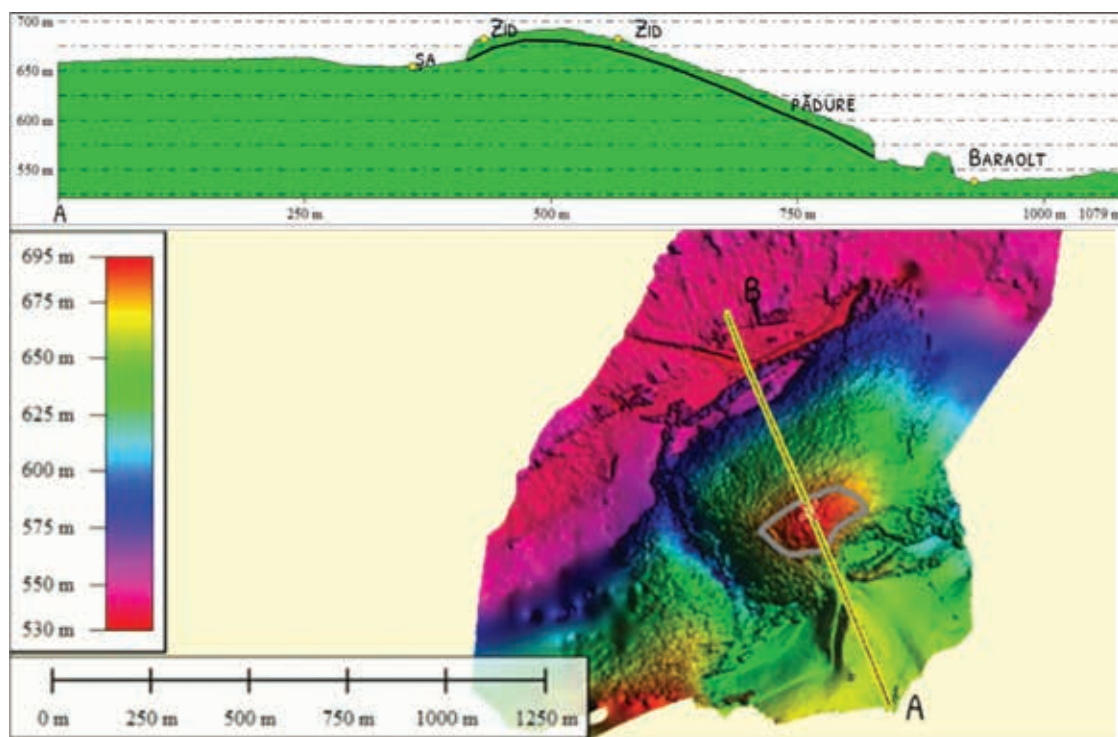 700 m
ZID
ZID
650 m
SA
600 m
PĂDURE
550 m
BARAOLT
A
250 m
500 m
750 m
1000 m
1079 m
695 m
675 m
650 m
625 m
600 m
575 m
550 m
530 m
B
A
0 m
250 m
500 m
750 m
1000 m
1250 m